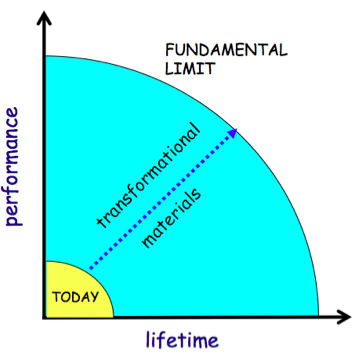 FUNDAMENTAL
LIMIT
performance
transformational
materials
TODAY
lifetime